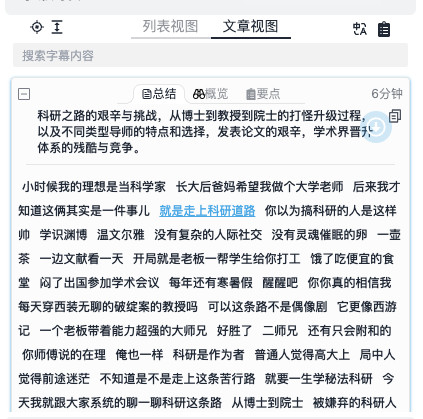 列表视图 文章视图
搜索字幕内容
总结 概览 要点 6分钟
科研之路的艰辛与挑战，从博士到教授到院士的打怪升级过程，
以及不同类型导师的特点和选择，发表论文的艰辛，学术界晋升
体系的残酷与竞争。
小时候我的理想是当科学家 长大后爸妈希望我做个大学老师 后来我才
知道这俩其实是一件事儿 就是走上科研道路 你以为搞科研的人是这样
帅 学识渊博 温文尔雅 没有复杂的人际社交 没有灵魂催眠的卵 一壶
茶 一边文献看一天 开局就是老板一帮学生给你打工 饿了吃便宜的食
堂 闷了出国参加学术会议 每年还有寒暑假 醒醒吧 你你真的相信我
每天穿西装无聊的破绽案的教授吗 可以这条路不是偶像剧 它更像西游
记 一个老板带着能力超强的大师兄 好胜了 二师兄 还有只会附和的
你师傅说的在理 俺也一样 科研是作为者 普通人觉得高大上 局中人
觉得前途迷茫 不知道是不是走上这条苦行路 就要一生学秘法科研 今
天我就跟大家系统的聊一聊科研这条路 从博士到院士 被嫌弃的科研人